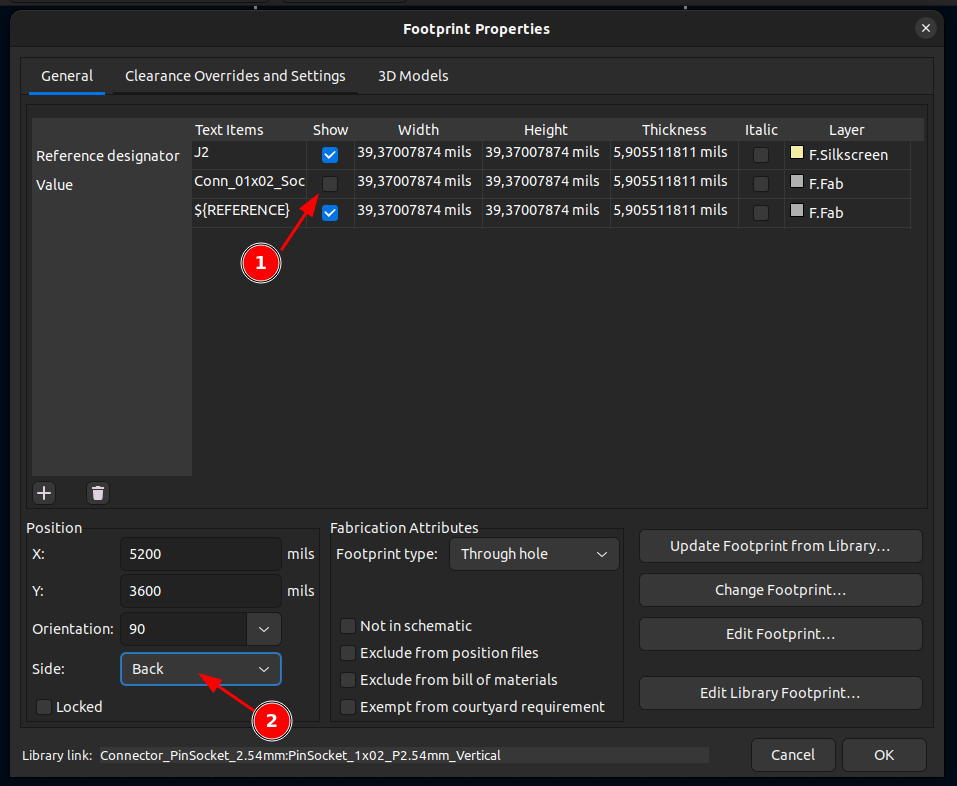 Footprint Properties
General Clearance Overrides and Settings 3D Models
Text Items Show Width Height Thickness Italic Layer
Reference designator J2 39,37007874 mils 39,37007874 mils 5,905511811 mils F.Silkscreen
Value Conn_01x02_Soc 39,37007874 mils 39,37007874 mils 5,905511811 mils F.Fab
${REFERENCE} 39,37007874 mils 39,37007874 mils 5,905511811 mils F.Fab
1
Position
X: 5200 mils
Y: 3600 mils
Orientation: 90
Side: Back
Locked
2
Fabrication Attributes
Footprint type: Through hole
Not in schematic
Exclude from position files
Exclude from bill of materials
Exempt from courtyard requirement
Update Footprint from Library...
Change Footprint...
Edit Footprint...
Edit Library Footprint...
Library link: Connector_PinSocket_2.54mm:PinSocket_1x02_P2.54mm_Vertical
Cancel OK